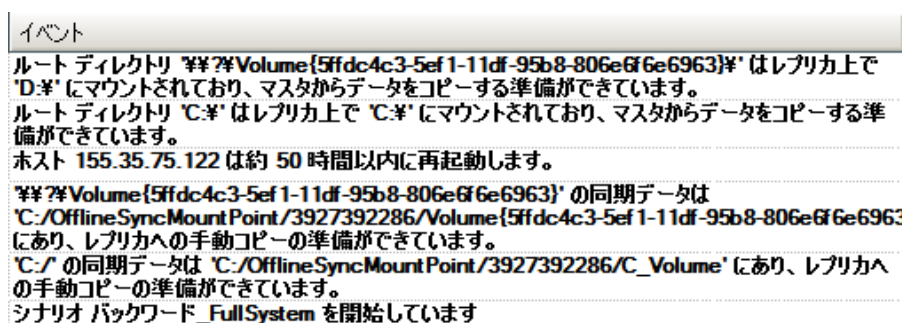 イベント
ルート ディレクトリ '¥¥?¥Volume{5ffdc4c3-5ef1-11df-95b8-806e6f6e6963}¥' はレプリカ上で
'D:¥' にマウントされており、マスタからデータをコピーする準備ができています。
ルート ディレクトリ 'C:¥' はレプリカ上で 'C:¥' にマウントされており、マスタからデータをコピーする準
備ができています。
ホスト 155.35.75.122 は約 50 時間以内に再起動します。
'¥¥?¥Volume{5ffdc4c3-5ef1-11df-95b8-806e6f6e6963}' の同期データは
'C:/OfflineSyncMountPoint/3927392286/Volume{5ffdc4c3-5ef1-11df-95b8-806e6f6e6963
にあり、レプリカへの手動コピーの準備ができています。
'C:/' の同期データは 'C:/OfflineSyncMountPoint/3927392286/C_Volume' にあり、レプリカへ
の手動コピーの準備ができています。
シナリオ バックワード_FullSystem を開始しています